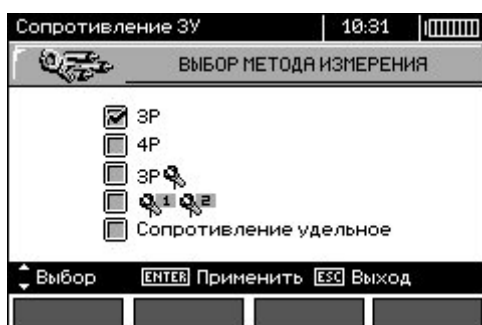 Сопротивление ЗУ 10:31
ВЫБОР МЕТОДА ИЗМЕРЕНИЯ
3P
4P
3P
1 2
Сопротивление удельное
Выбор ENTER Применить ESC Выход